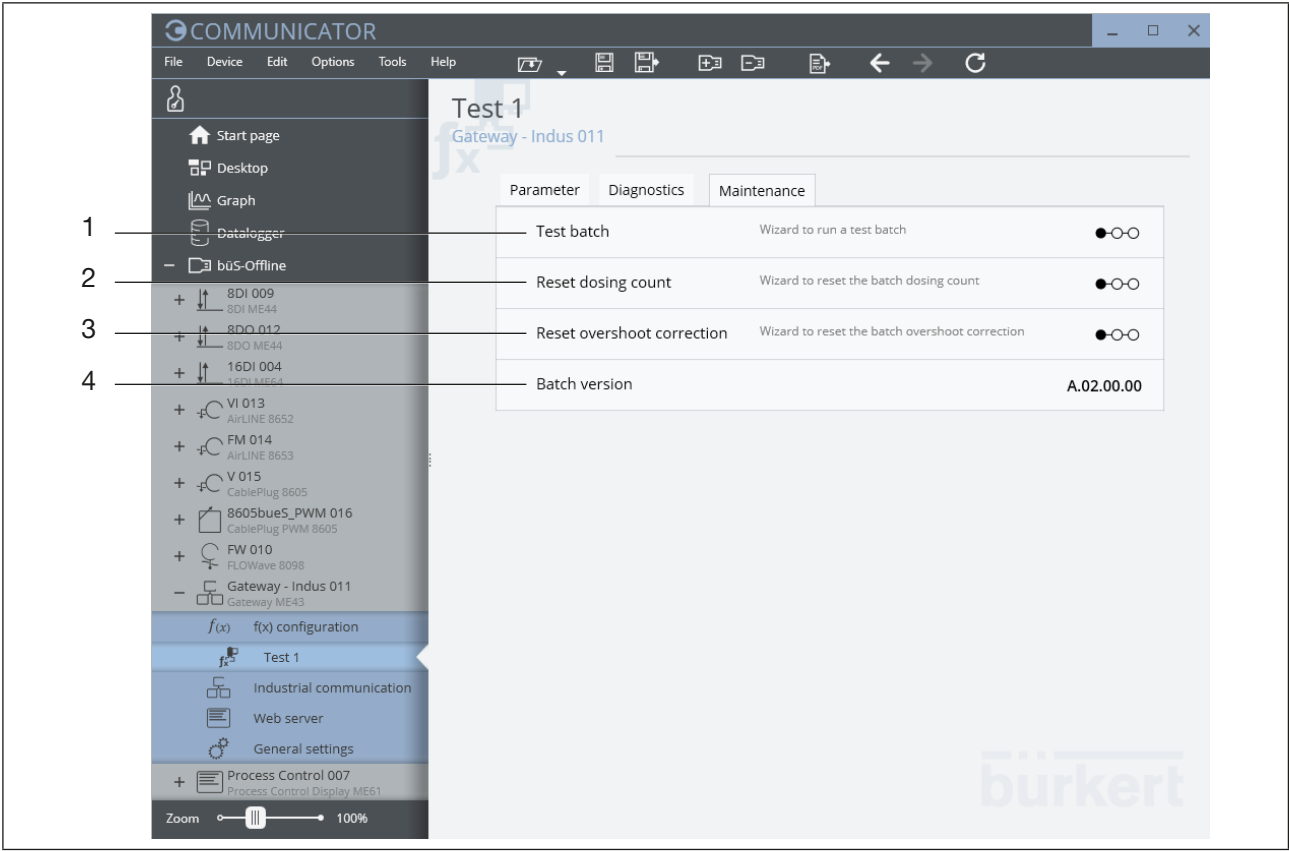 COMMUNICATOR
File Device Edit Options Tools Help
PDF
Start page
Desktop
Graph
Datalogger
büS-Offline
8DI 009
8DI ME44
8DO 012
8DO ME44
16DI 004
16DI ME64
VI 013
AirLINE 8652
FM 014
AirLINE 8653
V 015
CablePlug 8605
8605bueS_PWM 016
CablePlug PWM 8605
FW 010
FLOWave 8098
Gateway - Indus 011
Gateway ME43
f(x) f(x) configuration
fx Test 1
Industrial communication
Web server
General settings
Process Control 007
Process Control Display ME61
Zoom 100%
fx
Test 1
Gateway - Indus 011
Parameter Diagnostics Maintenance
1 Test batch Wizard to run a test batch
2 Reset dosing count Wizard to reset the batch dosing count
3 Reset overshoot correction Wizard to reset the batch overshoot correction
4 Batch version A.02.00.00
bürkert